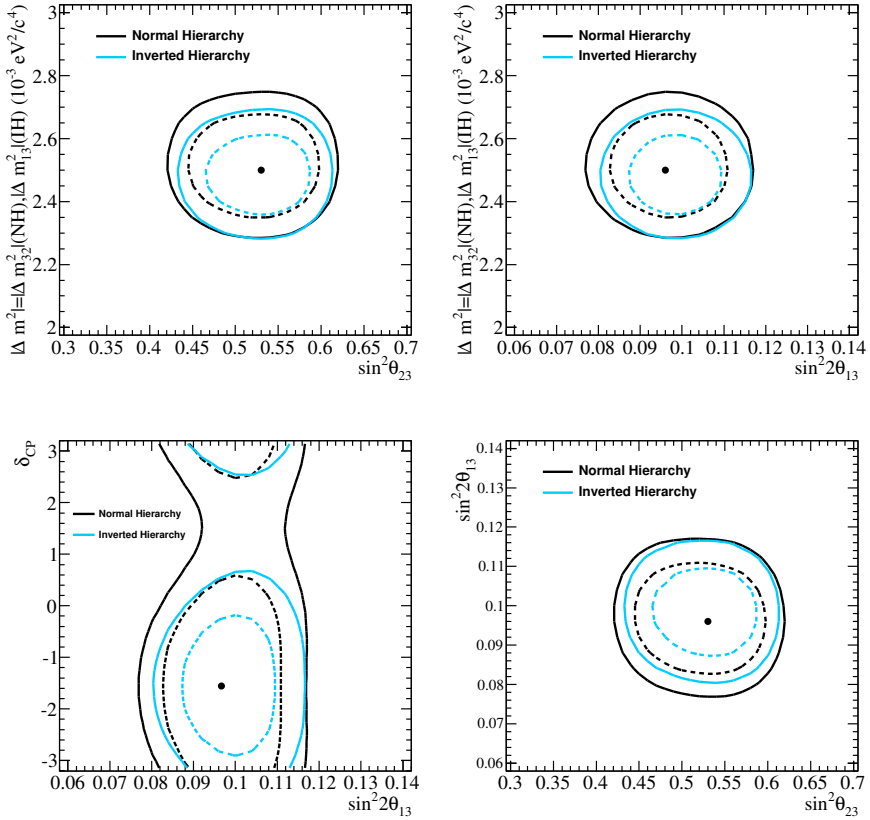 |Δ m²|=|Δ m²₃₂|(NH),|Δ m²₁₃|(IH) (10⁻³ eV²/c⁴)
3
2.8
2.6
2.4
2.2
2
Normal Hierarchy
Inverted Hierarchy
0.3 0.35 0.4 0.45 0.5 0.55 0.6 0.65 0.7
sin²θ₂₃
|Δ m²|=|Δ m²₃₂|(NH),|Δ m²₁₃|(IH) (10⁻³ eV²/c⁴)
3
2.8
2.6
2.4
2.2
2
Normal Hierarchy
Inverted Hierarchy
0.06 0.07 0.08 0.09 0.1 0.11 0.12 0.13 0.14
sin²2θ₁₃
δCP
3
2
1
0
-1
-2
-3
Normal Hierarchy
Inverted Hierarchy
0.06 0.07 0.08 0.09 0.1 0.11 0.12 0.13 0.14
sin²2θ₁₃
sin²2θ₁₃
0.14
0.13
0.12
0.11
0.1
0.09
0.08
0.07
0.06
Normal Hierarchy
Inverted Hierarchy
0.3 0.35 0.4 0.45 0.5 0.55 0.6 0.65 0.7
sin²θ₂₃